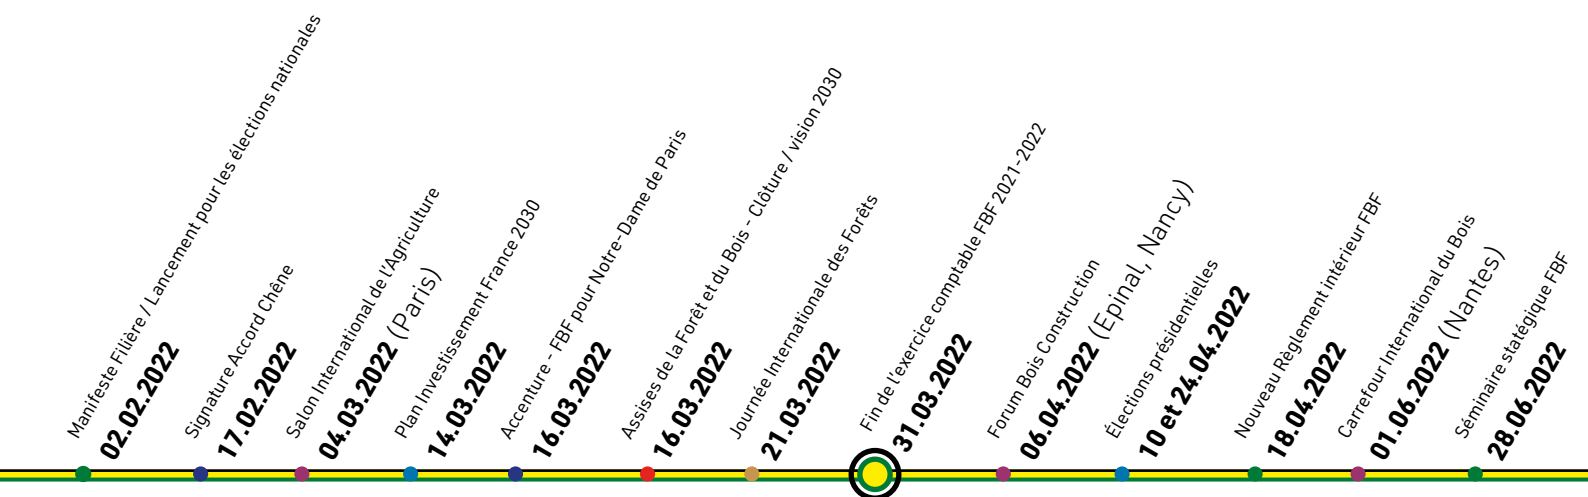 Manifeste Filière / Lancement pour les élections nationales
02.02.2022
Signature Accord Chêne
17.02.2022
Salon International de l'Agriculture
04.03.2022 (Paris)
Plan Investissement France 2030
14.03.2022
Accenture - FBF pour Notre-Dame de Paris
16.03.2022
Assises de la Forêt et du Bois - Clôture / vision 2030
16.03.2022
Journée Internationale des Forêts
21.03.2022
Fin de l'exercice comptable FBF 2021-2022
31.03.2022
Forum Bois Construction
06.04.2022 (Epinal, Nancy)
Élections présidentielles
10 et 24.04.2022
Nouveau Règlement intérieur FBF
18.04.2022
Carrefour International du Bois
01.06.2022 (Nantes)
Séminaire statégique FBF
28.06.2022